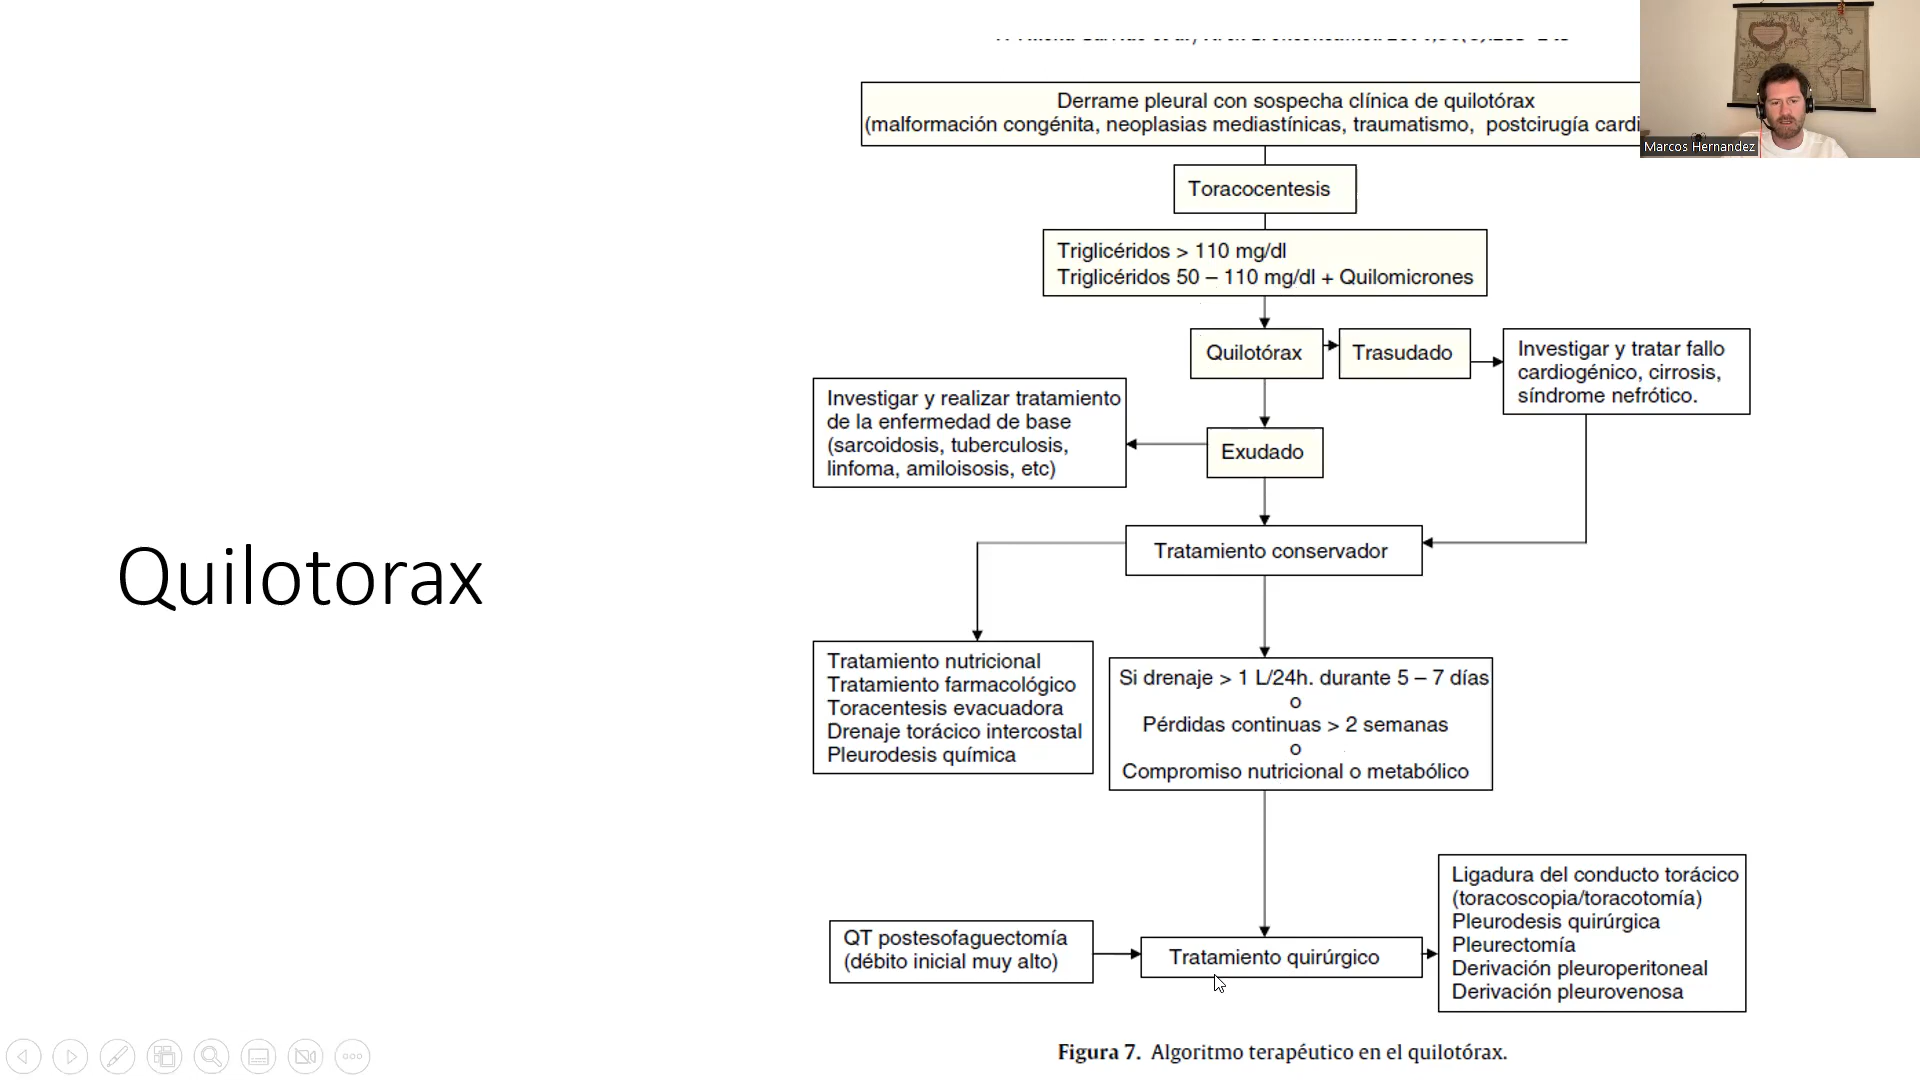 Derrame pleural con sospecha clínica de quilotórax
(malformación congénita, neoplasias mediastínicas, traumatismo, postcirugía
Marcos Hernandez
Toracocentesis
Triglicéridos > 110 mg/dl
Triglicéridos 50 – 110 mg/dl + Quilomicrones
Quilotórax
Trasudado
Investigar y tratar fallo
cardiogénico, cirrosis,
síndrome nefrótico.
Investigar y realizar tratamiento
de la enfermedad de base
(sarcoidosis, tuberculosis,
linfoma, amiloisosis, etc)
Exudado
Tratamiento conservador
Quilotorax
Tratamiento nutricional
Tratamiento farmacológico
Toracentesis evacuadora
Drenaje torácico intercostal
Pleurodesis química
Si drenaje > 1 L/24h. durante 5 – 7 días
o
Pérdidas continuas > 2 semanas
o
Compromiso nutricional o metabólico
QT postesofaguectomía
(débito inicial muy alto)
Tratamiento quirúrgico
Ligadura del conducto torácico
(toracoscopia/toracotomía)
Pleurodesis quirúrgica
Pleurectomía
Derivación pleuroperitoneal
Derivación pleurovenosa
Figura 7. Algoritmo terapéutico en el quilotórax.